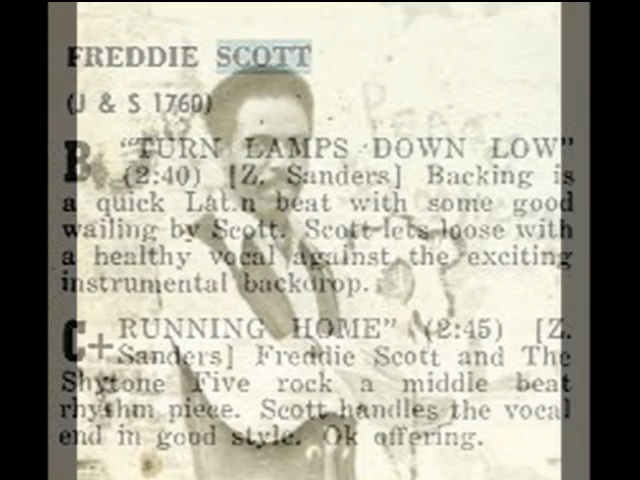 FREDDIE SCOTT
(J & S 1760)
B "TURN LAMPS DOWN LOW"
(2:40) [Z. Sanders] Backing is
a quick Lat.n beat with some good
wailing by Scott. Scott lets loose with
a healthy vocal against the exciting
instrumental backdrop.
C+ RUNNING HOME" (2:45) [Z.
Sanders] Freddie Scott and The
Shytone Five rock a middle beat
rhythm piece. Scott handles the vocal
end in good style. Ok offering.